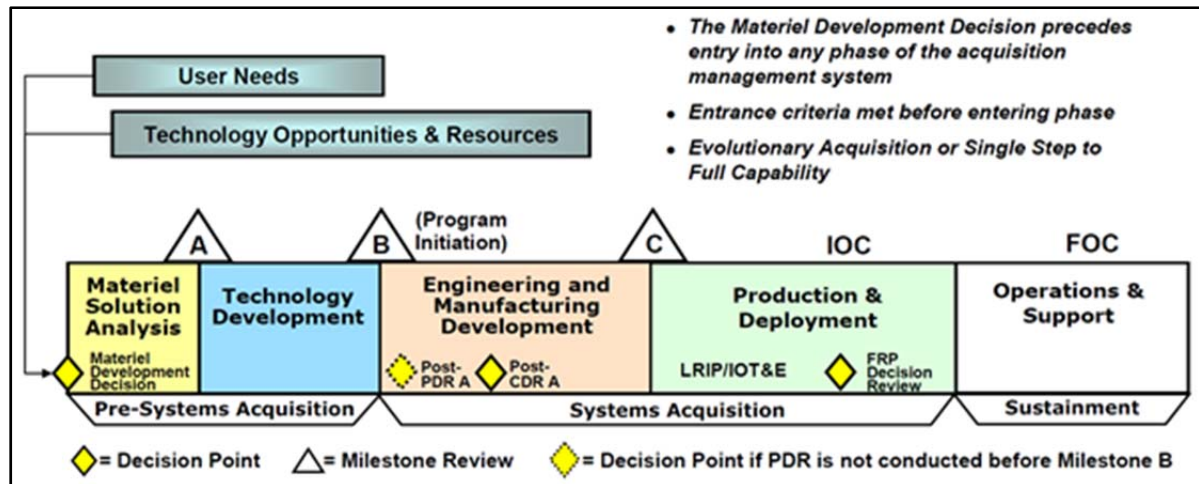 User Needs
Technology Opportunities & Resources
• The Materiel Development Decision precedes
entry into any phase of the acquisition
management system
• Entrance criteria met before entering phase
• Evolutionary Acquisition or Single Step to
Full Capability
A
B
(Program
Initiation)
C
IOC
FOC
Materiel
Solution
Analysis
Materiel
Development
Decision
Technology
Development
Engineering and
Manufacturing
Development
Post-
PDR A
Post-
CDR A
Production &
Deployment
LRIP/IOT&E
FRP
Decision
Review
Operations &
Support
Pre-Systems Acquisition
Systems Acquisition
Sustainment
= Decision Point
= Milestone Review
= Decision Point if PDR is not conducted before Milestone B